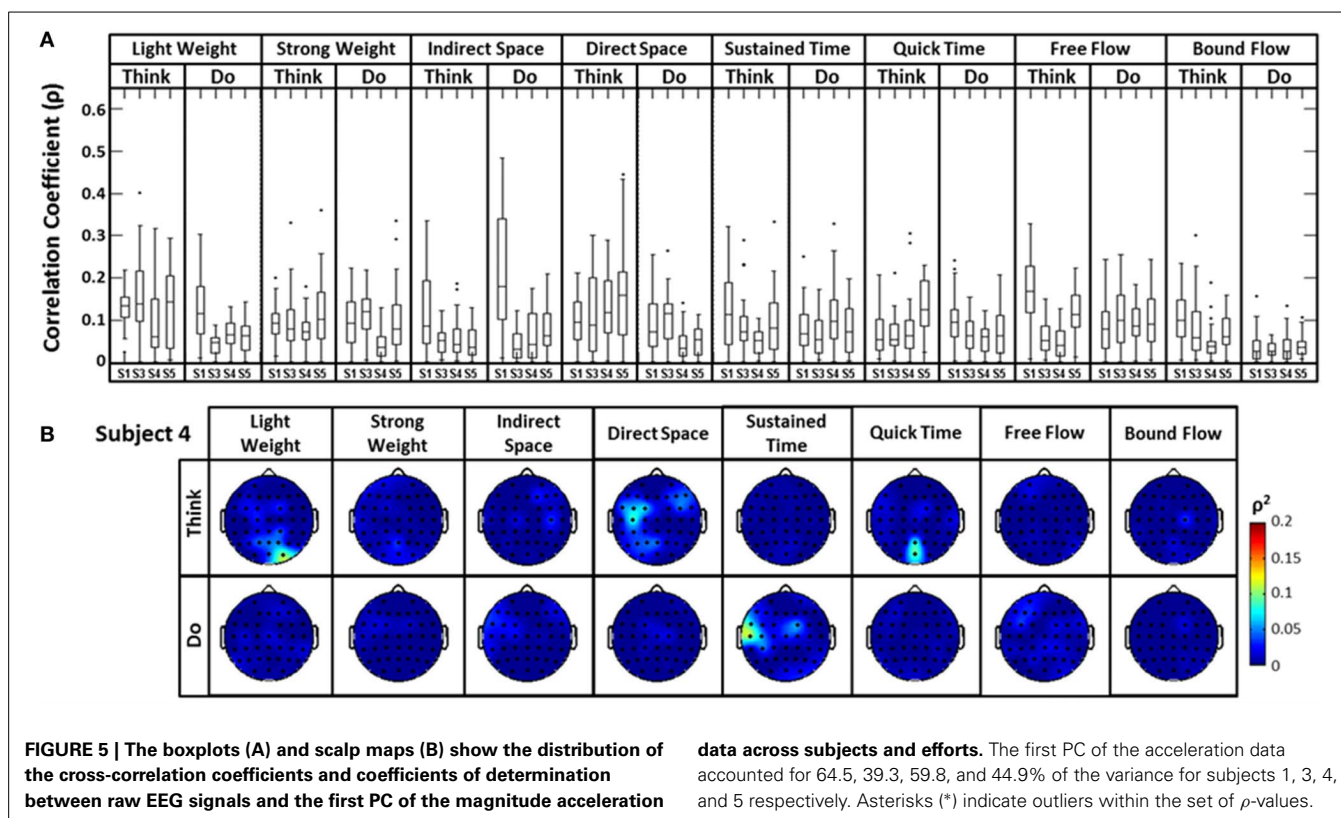 A
Light Weight Strong Weight Indirect Space Direct Space Sustained Time Quick Time Free Flow Bound Flow
Think Do Think Do Think Do Think Do Think Do Think Do Think Do Think Do
Correlation Coefficient (ρ)
0.6
0.5
0.4
0.3
0.2
0.1
0
S1 S3 S4 S5 S1 S3 S4 S5 S1 S3 S4 S5 S1 S3 S4 S5 S1 S3 S4 S5 S1 S3 S4 S5 S1 S3 S4 S5 S1 S3 S4 S5 S1 S3 S4 S5 S1 S3 S4 S5 S1 S3 S4 S5 S1 S3 S4 S5 S1 S3 S4 S5 S1 S3 S4 S5 S1 S3 S4 S5 S1 S3 S4 S5
B Subject 4
Light Weight
Strong Weight
Indirect Space
Direct Space
Sustained Time
Quick Time
Free Flow
Bound Flow
Think
Do
ρ²
0.2
0.15
0.1
0.05
0
FIGURE 5 | The boxplots (A) and scalp maps (B) show the distribution of
the cross-correlation coefficients and coefficients of determination
between raw EEG signals and the first PC of the magnitude acceleration
data across subjects and efforts. The first PC of the acceleration data
accounted for 64.5, 39.3, 59.8, and 44.9% of the variance for subjects 1, 3, 4,
and 5 respectively. Asterisks (*) indicate outliers within the set of ρ-values.